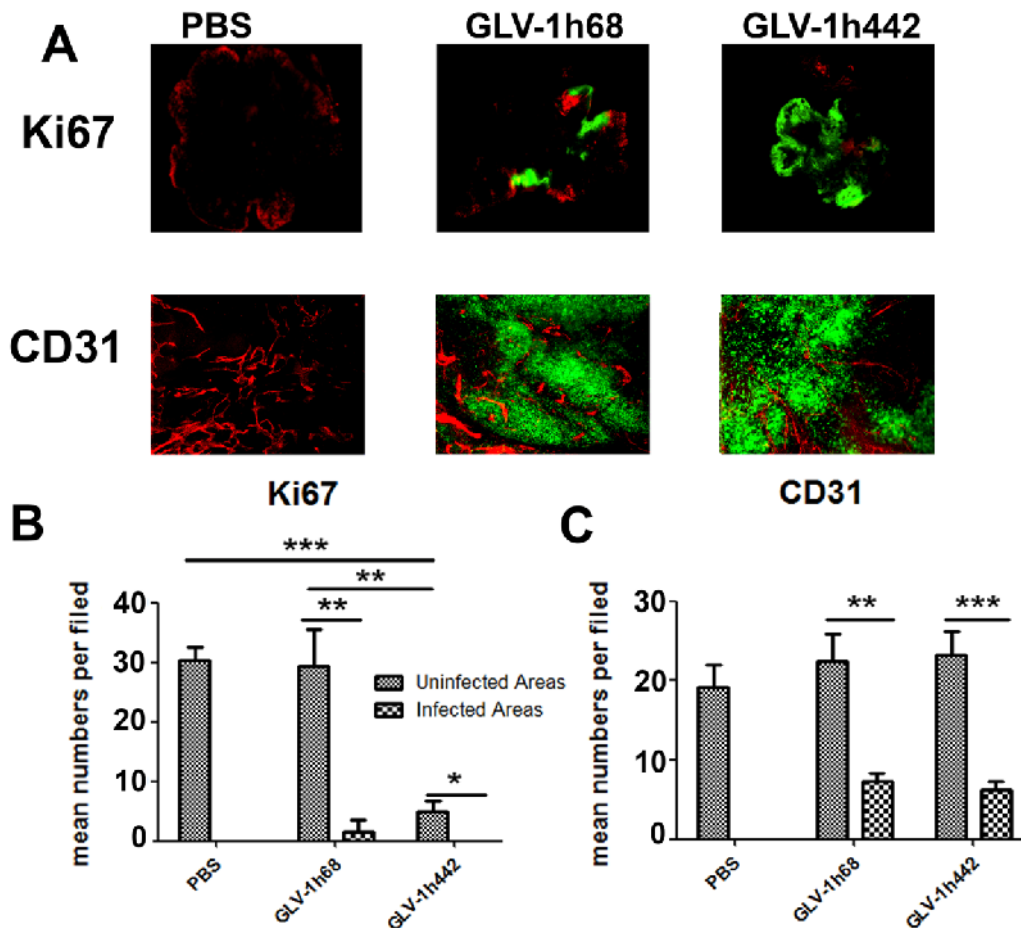 A
PBS
GLV-1h68
GLV-1h442
Ki67
CD31
B
Ki67
mean numbers per filed
40
30
20
10
0
***
**
**
*
Uninfected Areas
Infected Areas
PBS
GLV-1h68
GLV-1h442
C
CD31
mean numbers per filed
30
20
10
0
**
***
PBS
GLV-1h68
GLV-1h442